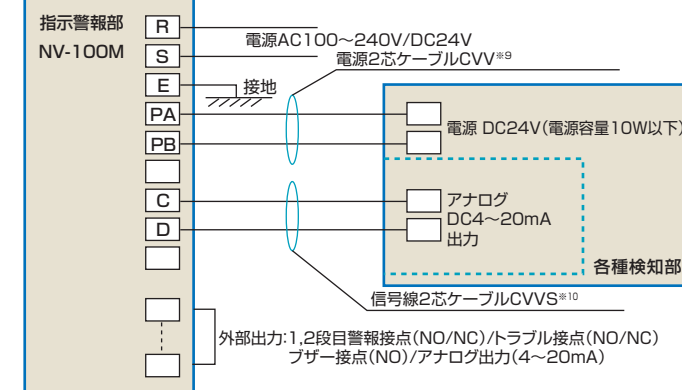 指示警報部
NV-100M
R
S
E
PA
PB
C
D
電源AC100～240V/DC24V
電源2芯ケーブルCVV※9
接地
電源 DC24V(電源容量10W以下)
アナログ
DC4～20mA
出力
各種検知部
信号線2芯ケーブルCVVS※10
外部出力:1,2段目警報接点(NO/NC)/トラブル接点(NO/NC)
ブザー接点(NO)/アナログ出力(4～20mA)